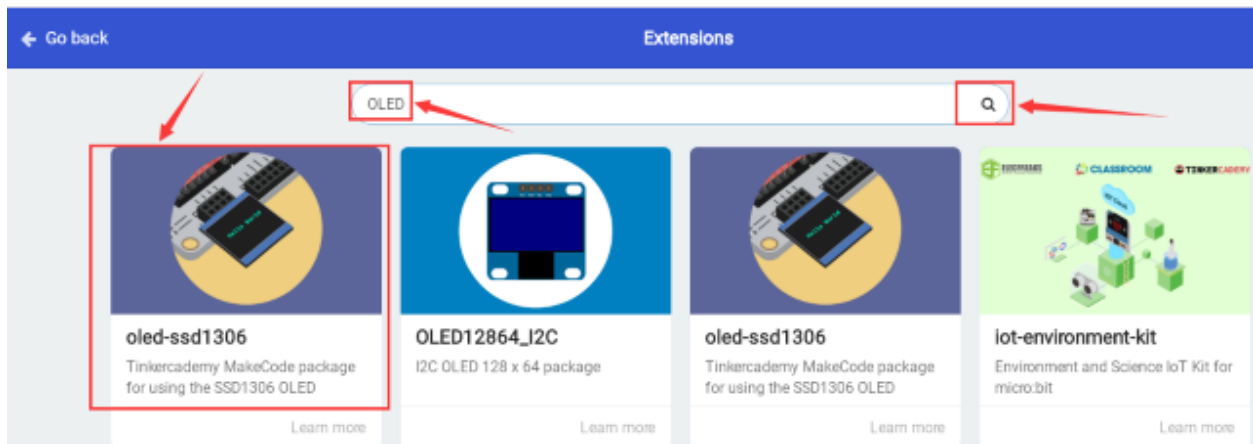 Go back
Extensions
OLED
CLASSROOM
TINKERCADEMY
oled-ssd1306
Tinkercademy MakeCode package
for using the SSD1306 OLED
Learn more
OLED12864_I2C
I2C OLED 128 x 64 package
Learn more
oled-ssd1306
Tinkercademy MakeCode package
for using the SSD1306 OLED
Learn more
iot-environment-kit
Environment and Science IoT Kit for
micro:bit
Learn more